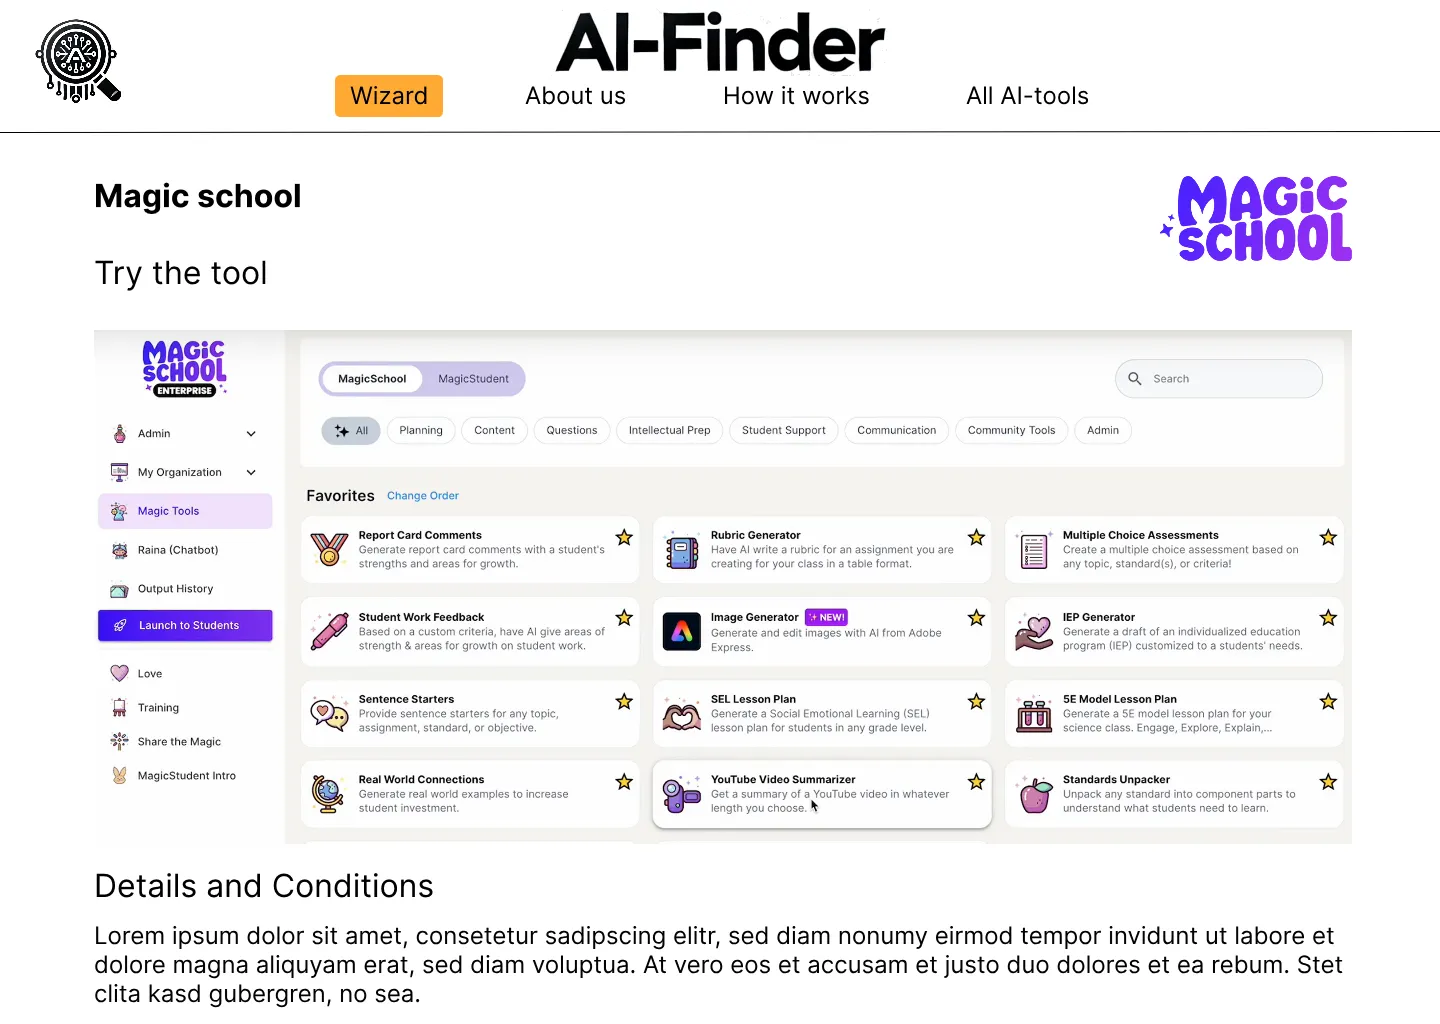 AI-Finder
Wizard
About us
How it works
All AI-tools
Magic school
MAGIC
SCHOOL
Try the tool
MAGIC
SCHOOL
ENTERPRISE
Admin
My Organization
Magic Tools
Raina (Chatbot)
Output History
Launch to Students
Love
Training
Share the Magic
MagicStudent Intro
MagicSchool
MagicStudent
Search
All
Planning
Content
Questions
Intellectual Prep
Student Support
Communication
Community Tools
Admin
Favorites
Change Order
Report Card Comments
Generate report card comments with a student's
strengths and areas for growth.
Rubric Generator
Have AI write a rubric for an assignment you are
creating for your class in a table format.
Multiple Choice Assessments
Create a multiple choice assessment based on
any topic, standard(s), or criteria!
Student Work Feedback
Based on a custom criteria, have AI give areas of
strength & areas for growth on student work.
Image Generator NEW!
Generate and edit images with AI from Adobe
Express.
IEP Generator
Generate a draft of an individualized education
program (IEP) customized to a students' needs.
Sentence Starters
Provide sentence starters for any topic,
assignment, standard, or objective.
SEL Lesson Plan
Generate a Social Emotional Learning (SEL)
lesson plan for students in any grade level.
5E Model Lesson Plan
Generate a 5E model lesson plan for your
science class. Engage, Explore, Explain,...
Real World Connections
Generate real world examples to increase
student investment.
YouTube Video Summarizer
Get a summary of a YouTube video in whatever
length you choose.
Standards Unpacker
Unpack any standard into component parts to
understand what students need to learn.
Details and Conditions
Lorem ipsum dolor sit amet, consetetur sadipscing elitr, sed diam nonumy eirmod tempor invidunt ut labore et
dolore magna aliquyam erat, sed diam voluptua. At vero eos et accusam et justo duo dolores et ea rebum. Stet
clita kasd gubergren, no sea.